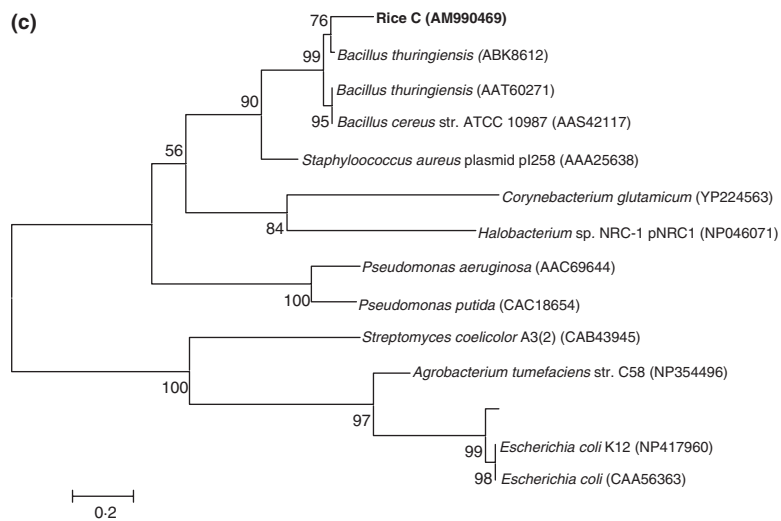 (c)
76
Rice C (AM990469)
99
Bacillus thuringiensis (ABK8612)
Bacillus thuringiensis (AAT60271)
90
95
Bacillus cereus str. ATCC 10987 (AAS42117)
56
Staphyloococcus aureus plasmid pI258 (AAA25638)
Corynebacterium glutamicum (YP224563)
84
Halobacterium sp. NRC-1 pNRC1 (NP046071)
Pseudomonas aeruginosa (AAC69644)
100
Pseudomonas putida (CAC18654)
Streptomyces coelicolor A3(2) (CAB43945)
100
Agrobacterium tumefaciens str. C58 (NP354496)
97
99
Escherichia coli K12 (NP417960)
98
Escherichia coli (CAA56363)
0·2